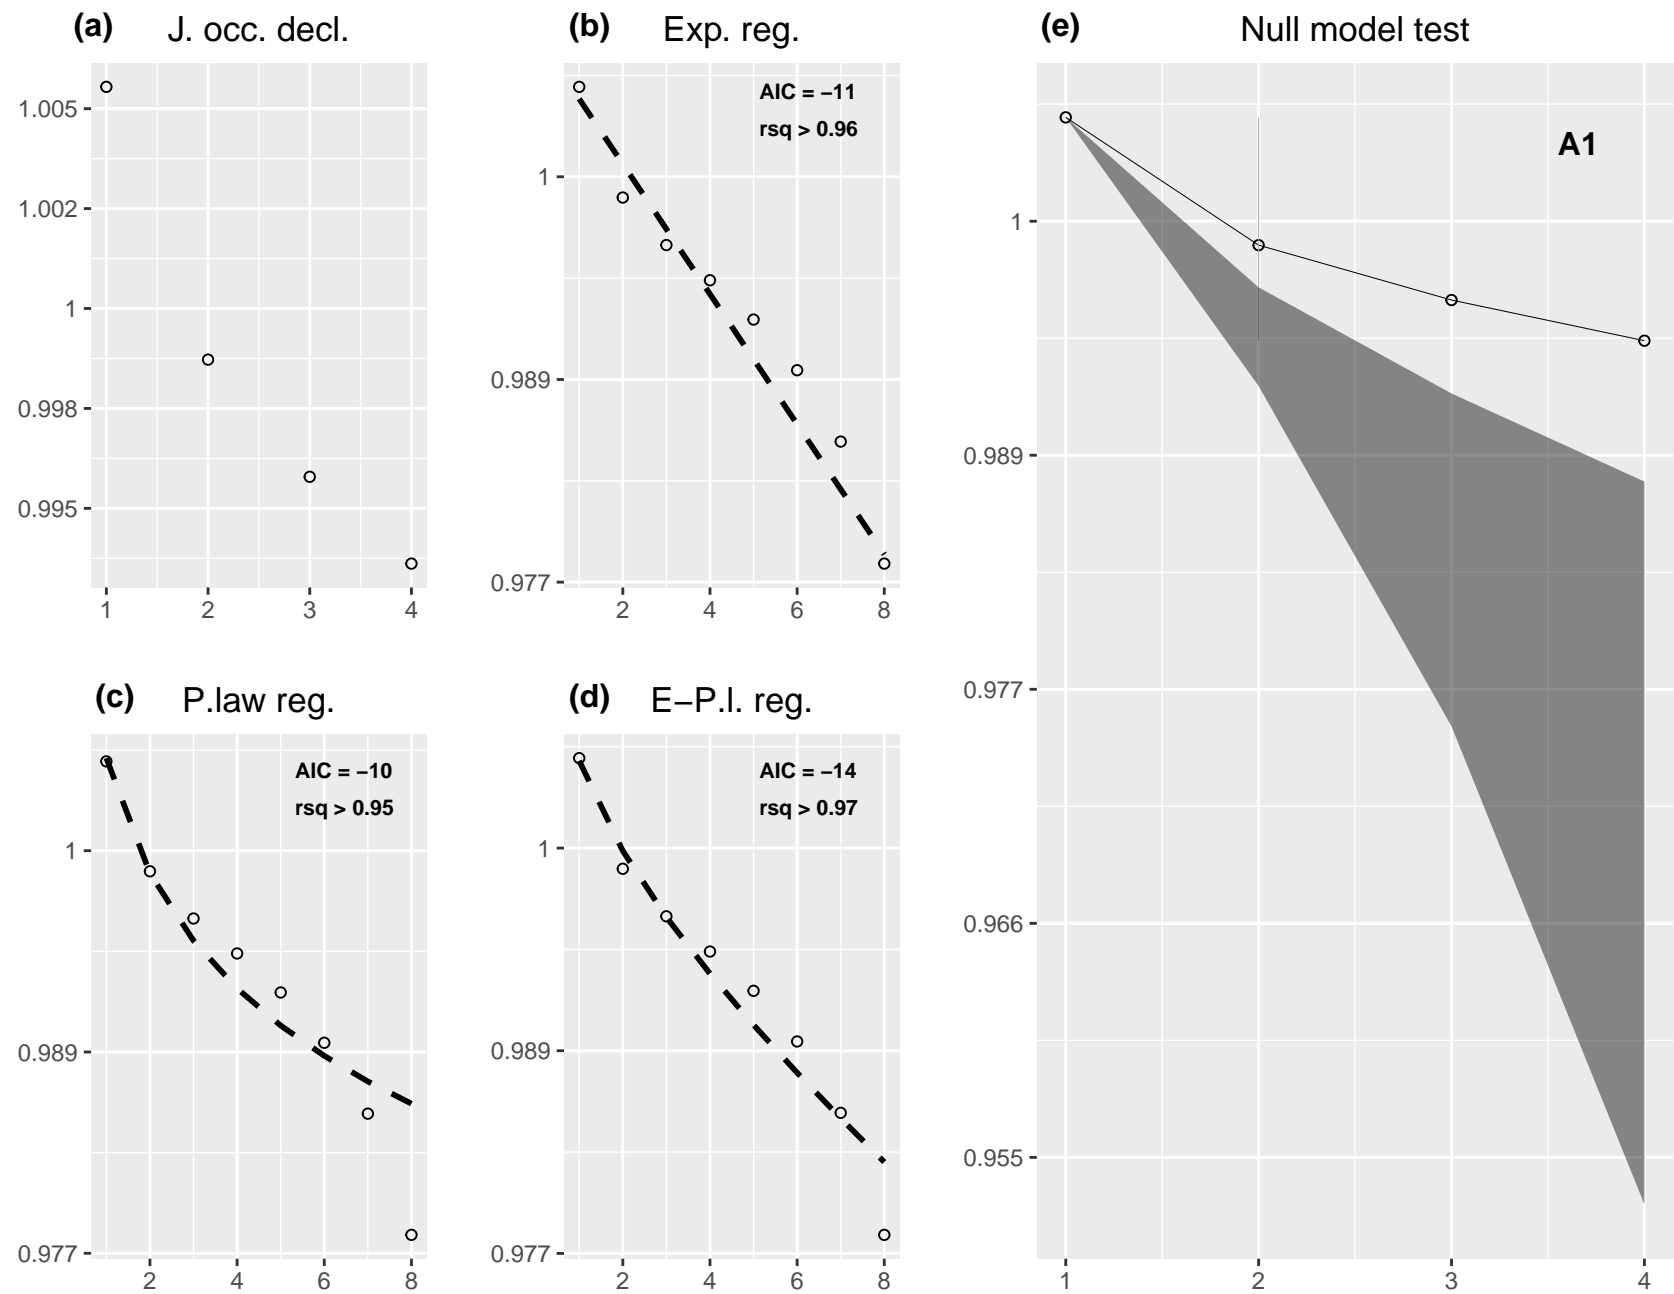 (a) J. occ. decl.
1.005
1.002
1
0.998
0.995
1 2 3 4
(b) Exp. reg.
AIC = −11
rsq > 0.96
1
0.989
0.977
2 4 6 8
(c) P.law reg.
AIC = −10
rsq > 0.95
1
0.989
0.977
2 4 6 8
(d) E−P.l. reg.
AIC = −14
rsq > 0.97
1
0.989
0.977
2 4 6 8
(e) Null model test
A1
1
0.989
0.977
0.966
0.955
1 2 3 4